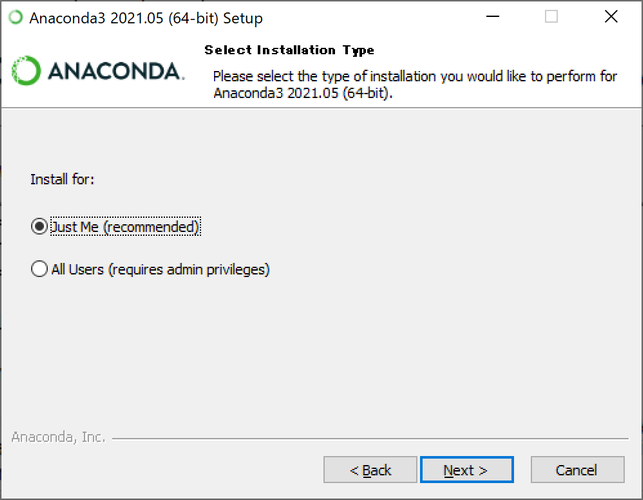 Anaconda3 2021.05 (64-bit) Setup
Select Installation Type
ANACONDA.
Please select the type of installation you would like to perform for
Anaconda3 2021.05 (64-bit).
Install for:
Just Me (recommended)
All Users (requires admin privileges)
Anaconda, Inc.
< Back
Next >
Cancel